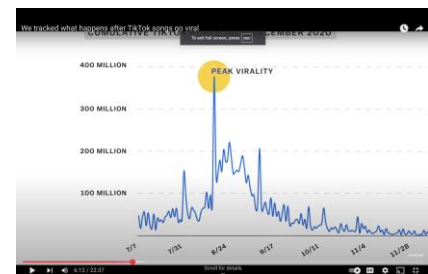 We tracked what happens after TikTok songs go viral
To exit full screen, press esc
CUMULATIVE
DECEMBER 2020
400 MILLION
PEAK VIRALITY
300 MILLION
200 MILLION
100 MILLION
7/7
7/31
8/24
9/17
10/11
11/4
11/28
6:12 / 22:37
Scroll for details